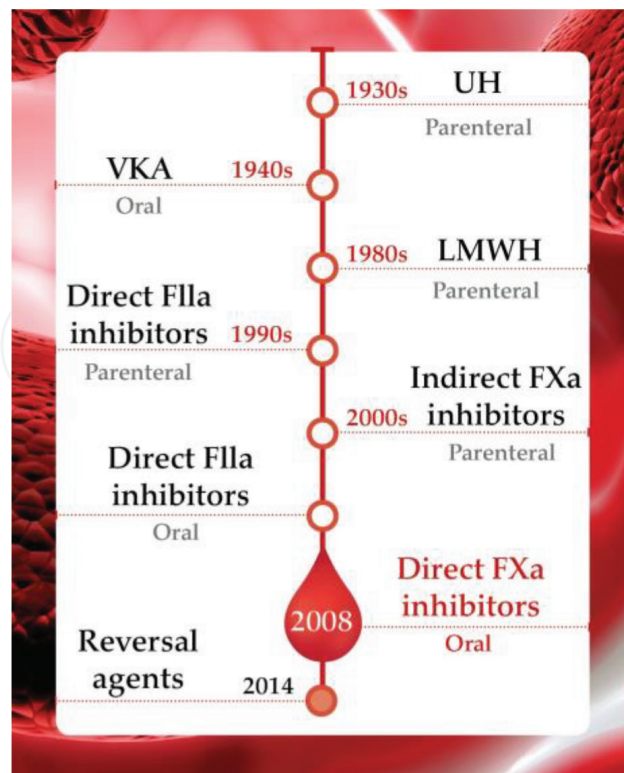 1930s UH
Parenteral
VKA 1940s
Oral
1980s LMWH
Parenteral
Direct FIIa
inhibitors 1990s
Parenteral
Indirect FXa
2000s inhibitors
Parenteral
Direct FIIa
inhibitors
Oral
Direct FXa
inhibitors
2008
Oral
Reversal
agents 2014